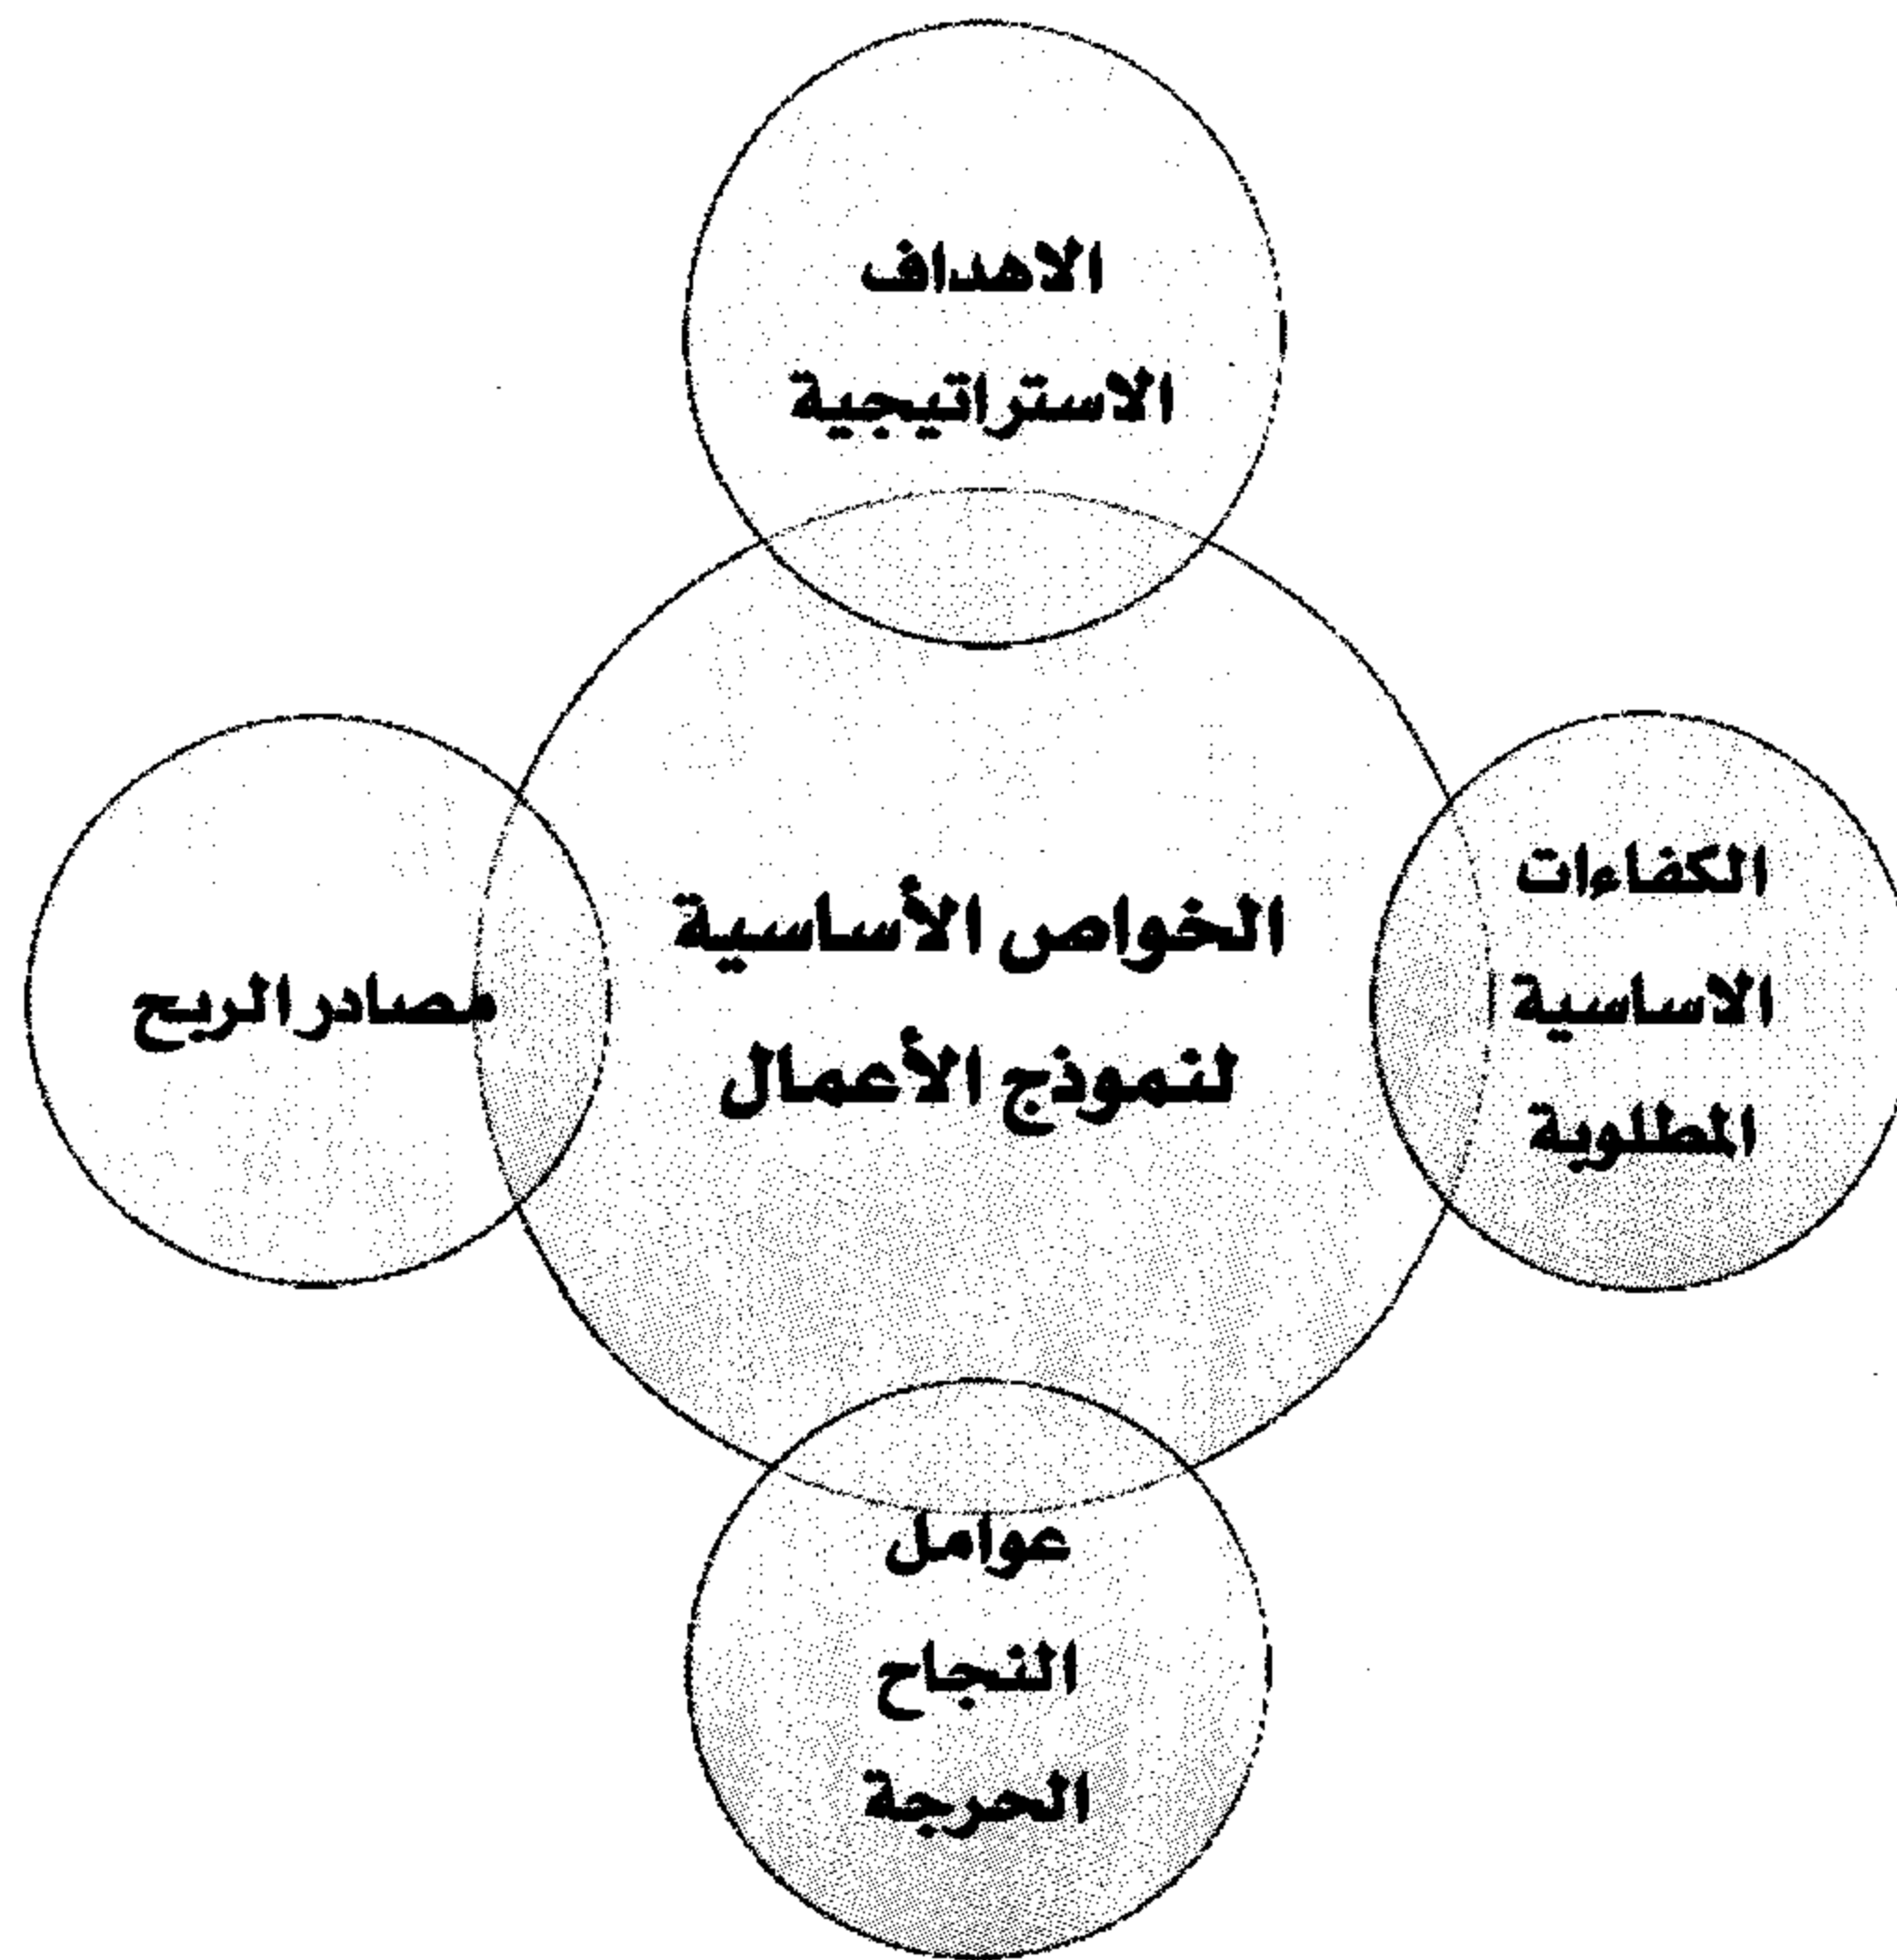 الاهداف
الاستراتيجية
الخواص الأساسية
لنموذج الأعمال
الكفاءات
الاساسية
المطلوبة
مصادر الربح
عوامل
النجاح
الحرجة